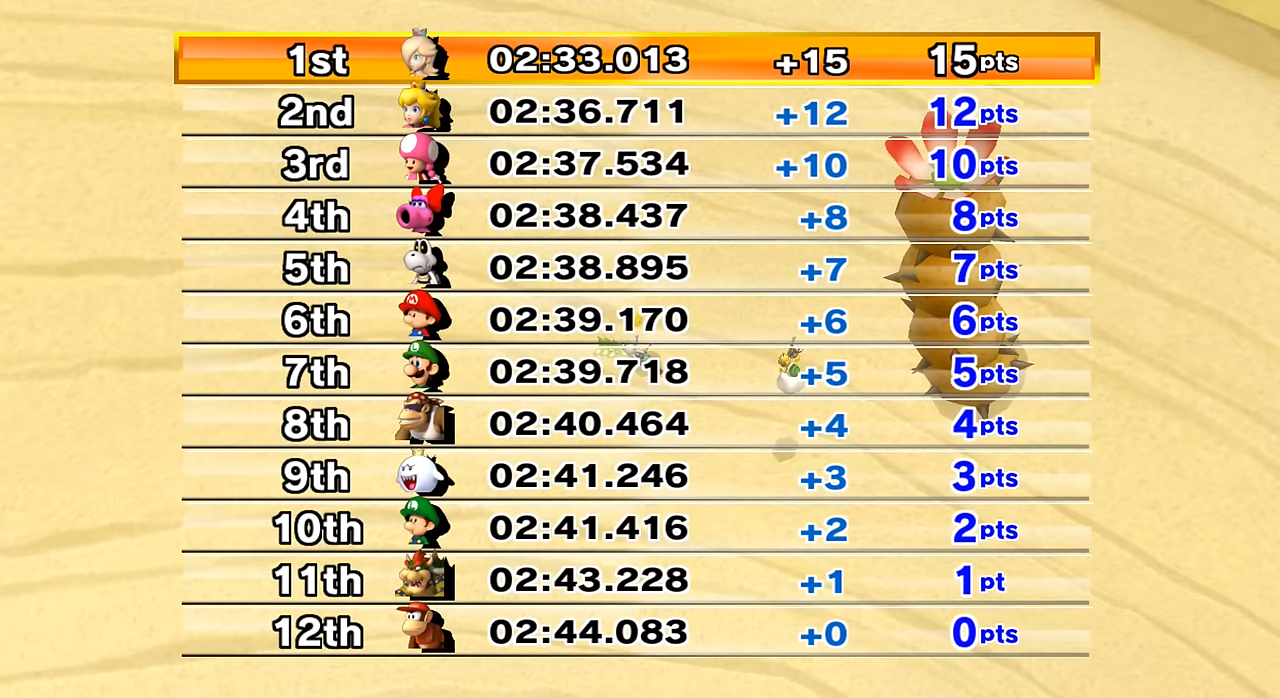 1st 02:33.013 +15 15pts
2nd 02:36.711 +12 12pts
3rd 02:37.534 +10 10pts
4th 02:38.437 +8 8pts
5th 02:38.895 +7 7pts
6th 02:39.170 +6 6pts
7th 02:39.718 +5 5pts
8th 02:40.464 +4 4pts
9th 02:41.246 +3 3pts
10th 02:41.416 +2 2pts
11th 02:43.228 +1 1pt
12th 02:44.083 +0 0pts